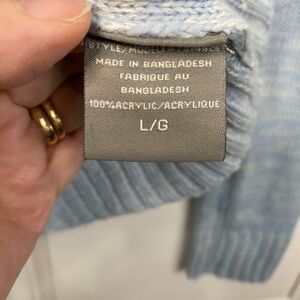 STYLE/MODELE
MADE IN BANGLADESH
FABRIQUE AU
BANGLADESH
100%ACRYLIC/ACRYLIQUE
L/G